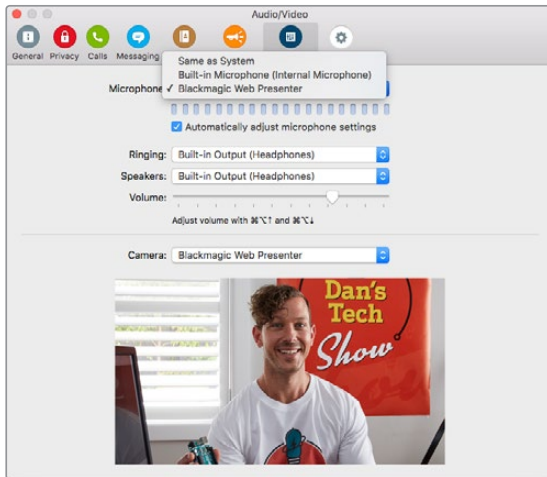 Audio/Video
General Privacy Calls Messaging
Same as System
Built-in Microphone (Internal Microphone)
Microphone ✓ Blackmagic Web Presenter
Automatically adjust microphone settings
Ringing: Built-in Output (Headphones)
Speakers: Built-in Output (Headphones)
Volume:
Adjust volume with ⌘⌥↑ and ⌘⌥↓
Camera: Blackmagic Web Presenter
Dan's
Tech
Show